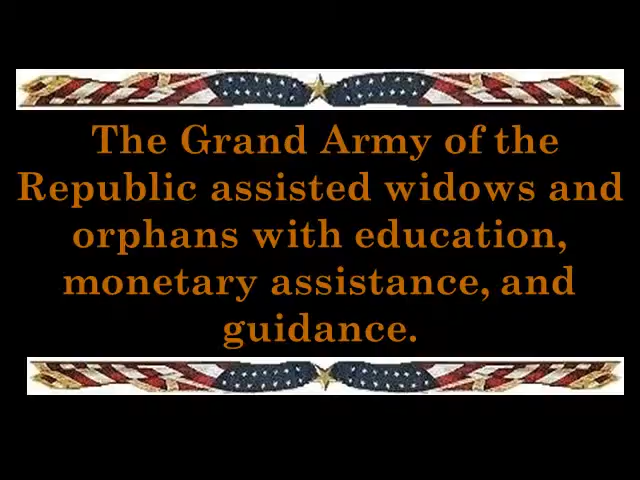 The Grand Army of the
Republic assisted widows and
orphans with education,
monetary assistance, and
guidance.